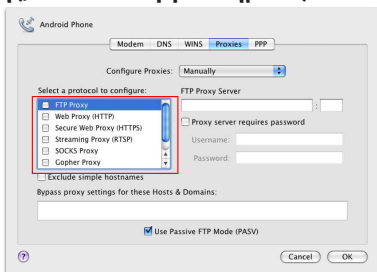 Android Phone
Modem DNS WINS Proxies PPP
Configure Proxies: Manually
Select a protocol to configure: FTP Proxy Server
FTP Proxy
Web Proxy (HTTP)
Secure Web Proxy (HTTPS)
Streaming Proxy (RTSP)
SOCKS Proxy
Gopher Proxy
:
Proxy server requires password
Username:
Password:
Exclude simple hostnames
Bypass proxy settings for these Hosts & Domains:
Use Passive FTP Mode (PASV)
? Cancel OK